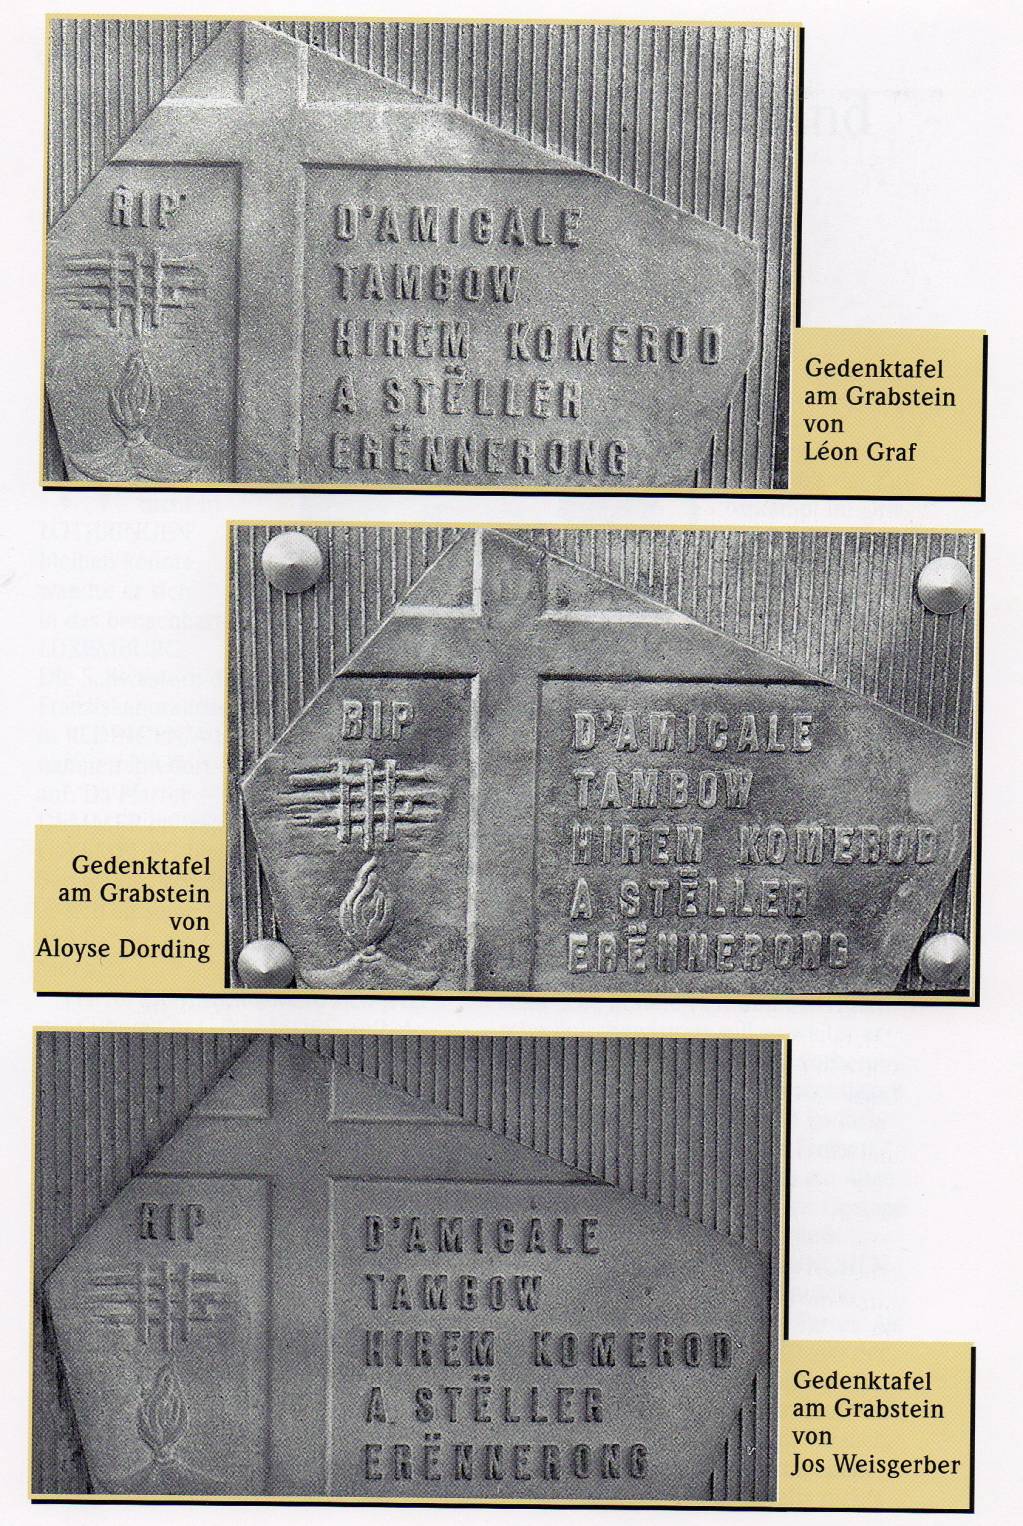 RIP
D'AMICALE
TAMBOW
HIREM KOMEROD
A STËLLER
ERËNNERONG
Gedenktafel
am Grabstein
von
Léon Graf
RIP
D'AMICALE
TAMBOW
HIREM KOMEROD
A STËLLER
ERËNNERONG
Gedenktafel
am Grabstein
von
Aloyse Dording
RIP
D'AMICALE
TAMBOW
HIREM KOMEROD
A STËLLER
ERËNNERONG
Gedenktafel
am Grabstein
von
Jos Weisgerber